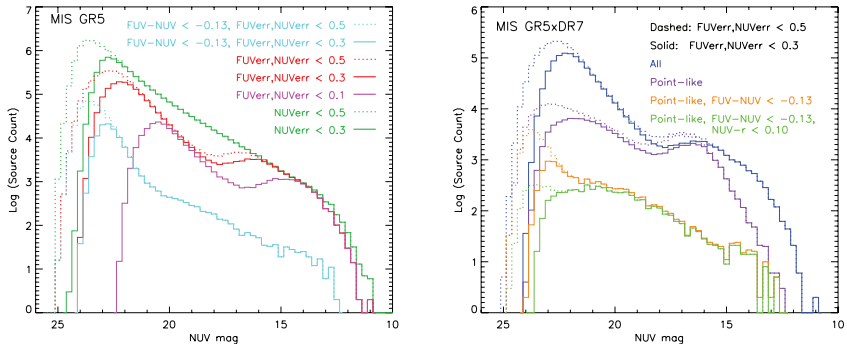 MIS GR5
FUV-NUV < -0.13, FUVerr,NUVerr < 0.5
FUV-NUV < -0.13, FUVerr,NUVerr < 0.3
FUVerr,NUVerr < 0.5
FUVerr,NUVerr < 0.3
FUVerr,NUVerr < 0.1
NUVerr < 0.5
NUVerr < 0.3
Log (Source Count)
7
6
5
4
3
2
1
0
25
20
15
10
NUV mag
MIS GR5xDR7
Dashed: FUVerr,NUVerr < 0.5
Solid: FUVerr,NUVerr < 0.3
All
Point-like
Point-like, FUV-NUV < -0.13
Point-like, FUV-NUV < -0.13,
NUV-r < 0.10
Log (Source Count)
6
5
4
3
2
1
0
25
20
15
10
NUV mag